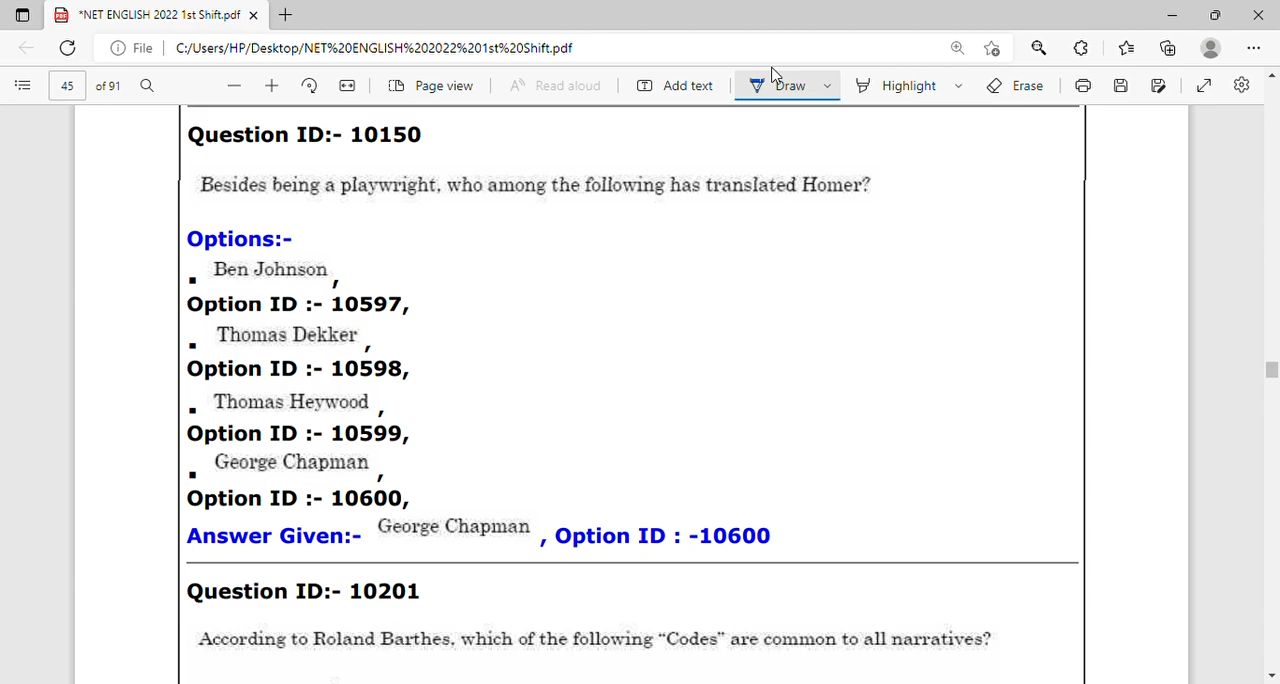 *NET ENGLISH 2022 1st Shift.pdf
File C:/Users/HP/Desktop/NET%20ENGLISH%202022%201st%20Shift.pdf
45 of 91 Page view Read aloud Add text Draw Highlight Erase
Question ID:- 10150
Besides being a playwright, who among the following has translated Homer?
Options:-
▪ Ben Johnson ,
Option ID :- 10597,
▪ Thomas Dekker ,
Option ID :- 10598,
▪ Thomas Heywood ,
Option ID :- 10599,
▪ George Chapman ,
Option ID :- 10600,
Answer Given:- George Chapman , Option ID : -10600
Question ID:- 10201
According to Roland Barthes, which of the following “Codes” are common to all narratives?